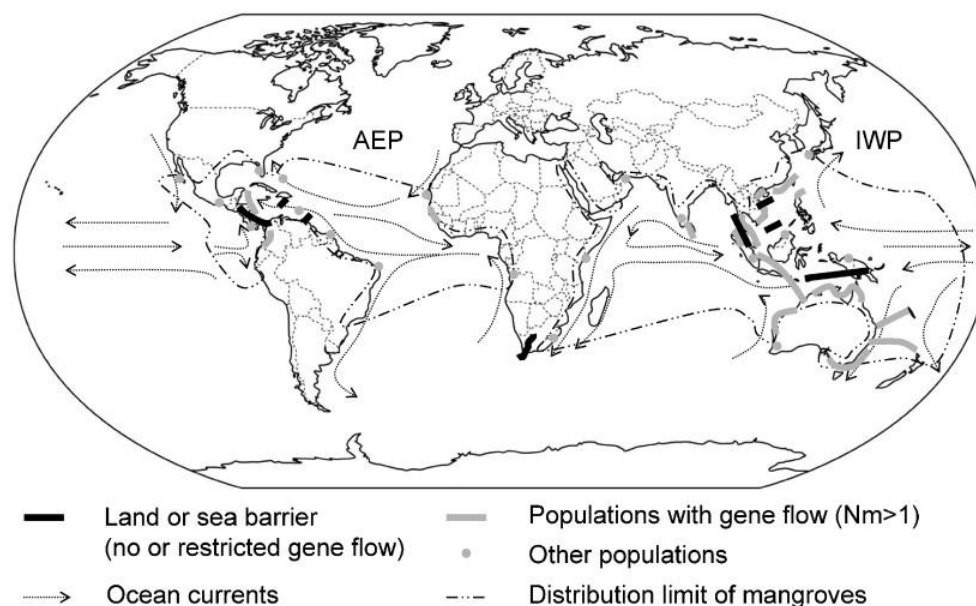 AEP
IWP
Land or sea barrier
(no or restricted gene flow)
Ocean currents
Populations with gene flow (Nm>1)
Other populations
Distribution limit of mangroves